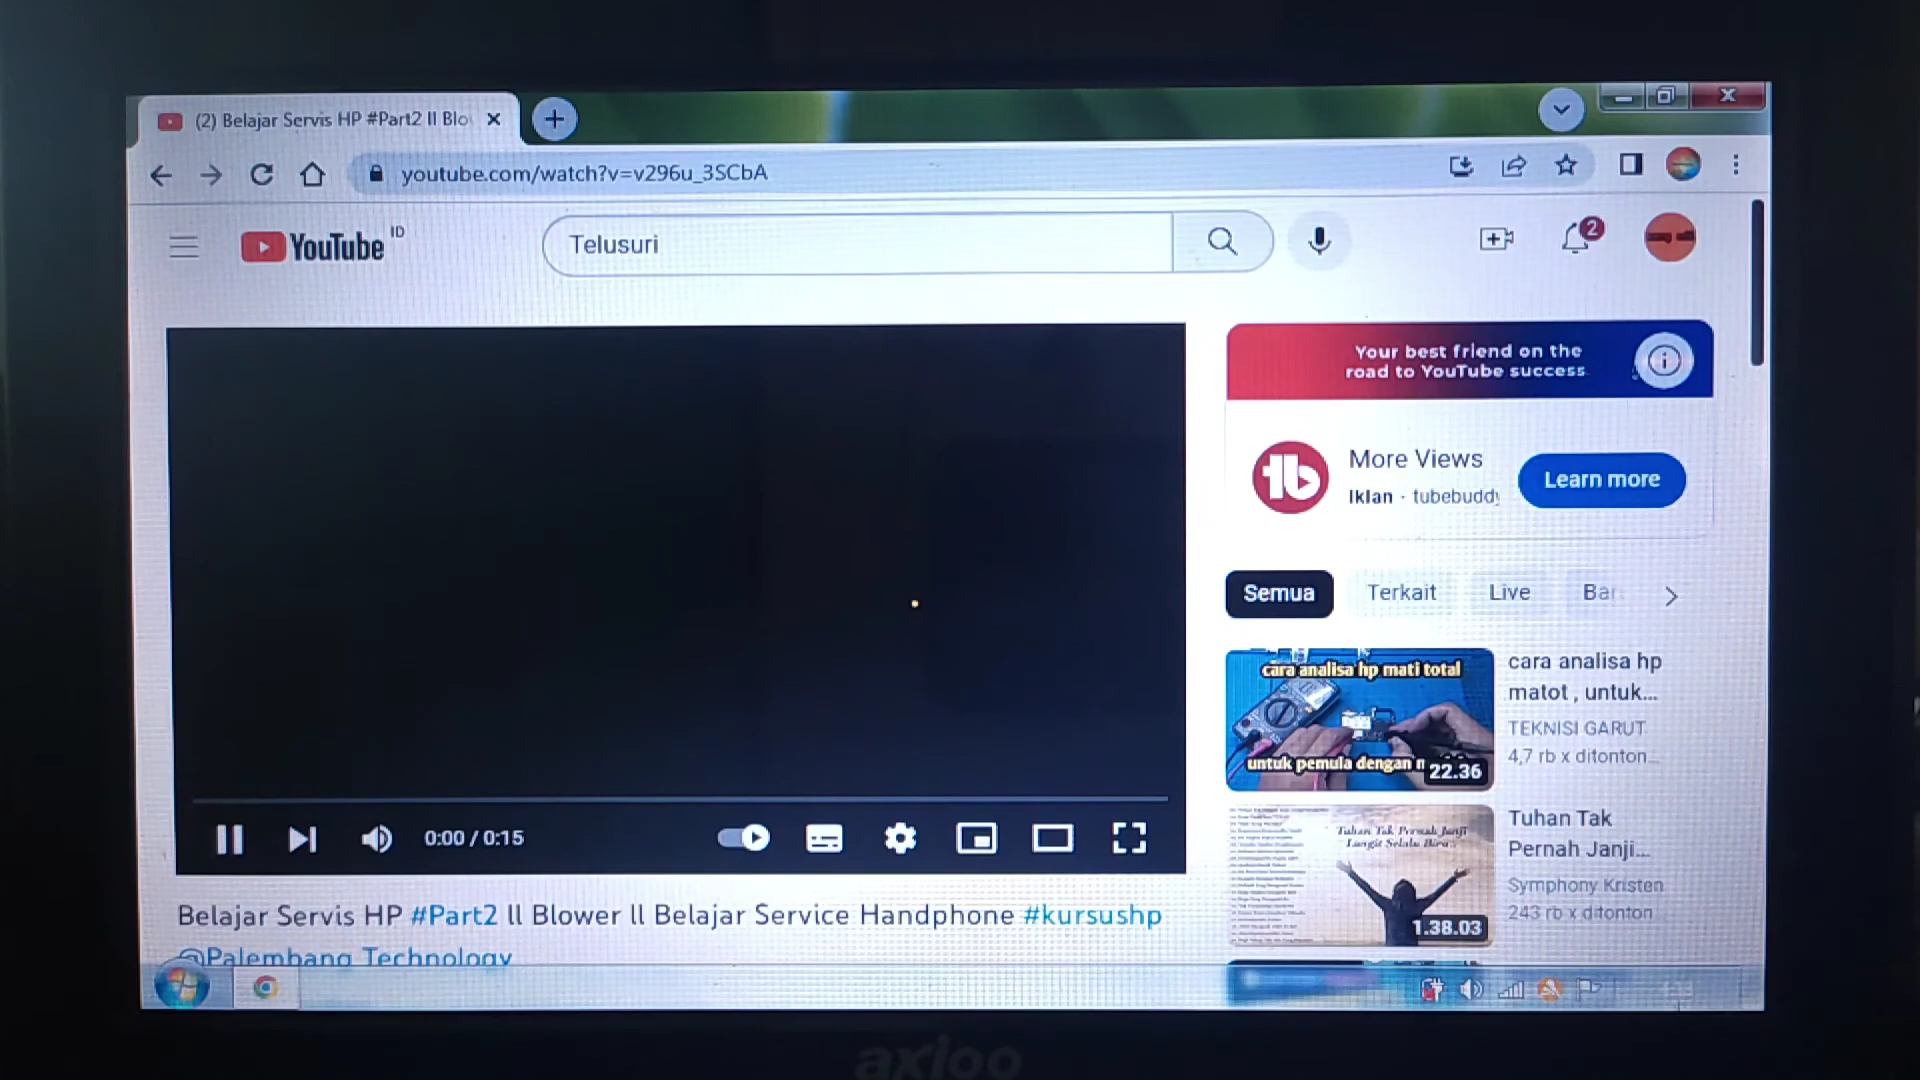 (2) Belajar Servis HP #Part2 ll Blo
youtube.com/watch?v=v296u_3SCbA
YouTube ID
Telusuri
2
Your best friend on the
road to YouTube success
More Views
Iklan · tubebuddy
Learn more
Semua
Terkait
Live
Bar
cara analisa hp mati total
untuk pemula dengan
22.36
cara analisa hp
matot , untuk...
TEKNISI GARUT
4,7 rb x ditonton...
Tuhan Tak Pernah Janji
Langit Selalu Biru..
1.38.03
Tuhan Tak
Pernah Janji...
Symphony Kristen
243 rb x ditonton
0:00 / 0:15
Belajar Servis HP #Part2 ll Blower ll Belajar Service Handphone #kursushp
@Palembang Technology
axioo